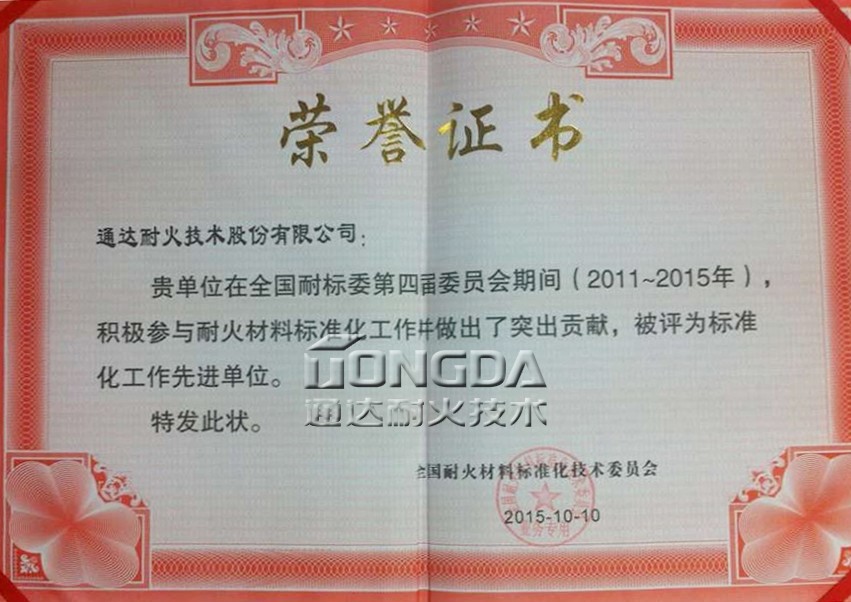 荣誉证书
通达耐火技术股份有限公司：
贵单位在全国耐标委第四届委员会期间（2011~2015年），
积极参与耐火材料标准化工作并做出了突出贡献，被评为标准
化工作先进单位。
TONGDA
特发此状。
通达耐火技术
全国耐火材料标准化技术委员会
2015-10-10
业务专用